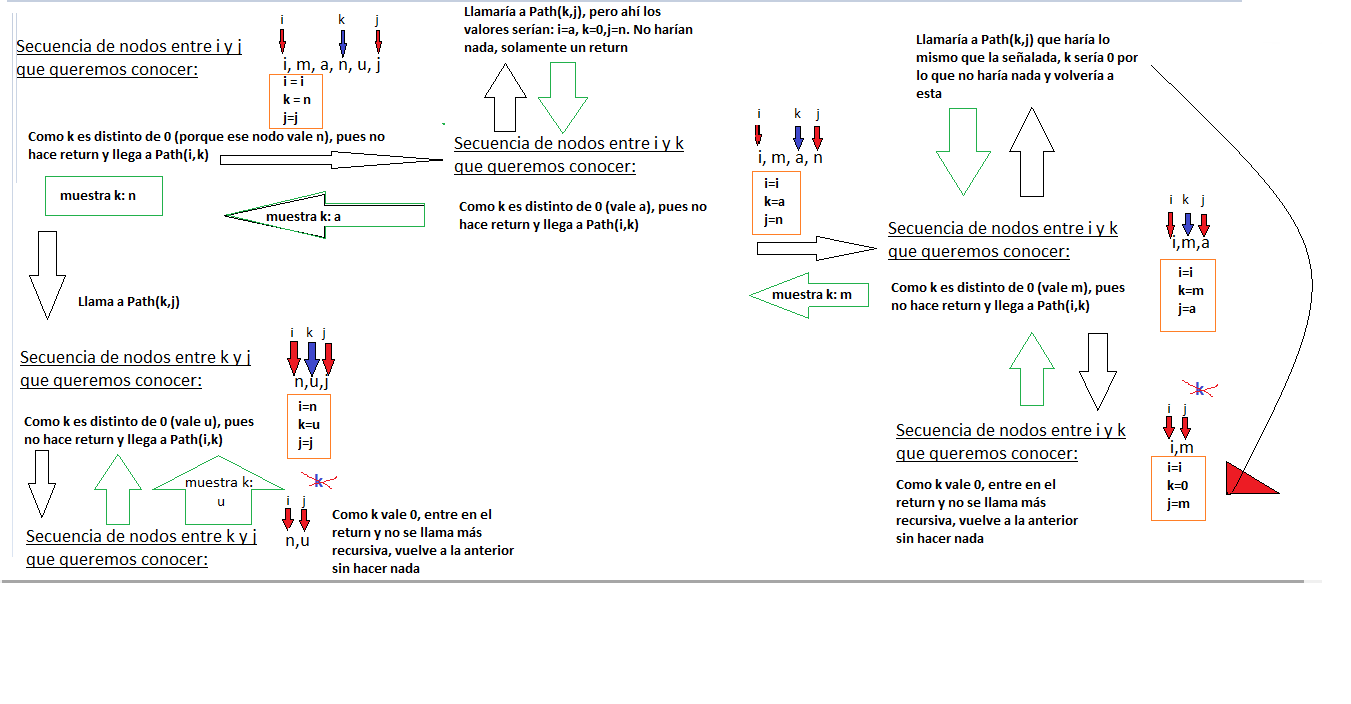 Secuencia de nodos entre i y j
que queremos conocer:
i k j
i, m, a, n, u, j
i = i
k = n
j=j
Como k es distinto de 0 (porque ese nodo vale n), pues no
hace return y llega a Path(i,k)
muestra k: n
muestra k: a
Llama a Path(k,j)
Secuencia de nodos entre k y j
que queremos conocer:
i k j
n,u,j
i=n
k=u
j=j
Como k es distinto de 0 (vale u), pues
no hace return y llega a Path(i,k)
muestra k:
u
Secuencia de nodos entre k y j
que queremos conocer:
k
i j
n,u
Como k vale 0, entre en el
return y no se llama más
recursiva, vuelve a la anterior
sin hacer nada
Llamaría a Path(k,j), pero ahí los
valores serían: i=a, k=0,j=n. No harían
nada, solamente un return
Secuencia de nodos entre i y k
que queremos conocer:
Como k es distinto de 0 (vale a), pues no
hace return y llega a Path(i,k)
i k j
i, m, a, n
i=i
k=a
j=n
muestra k: m
Llamaría a Path(k,j) que haría lo
mismo que la señalada, k sería 0 por
lo que no haría nada y volvería a
esta
Secuencia de nodos entre i y k
que queremos conocer:
Como k es distinto de 0 (vale m), pues
no hace return y llega a Path(i,k)
i k j
i,m,a
i=i
k=m
j=a
Secuencia de nodos entre i y k
que queremos conocer:
Como k vale 0, entre en el
return y no se llama más
recursiva, vuelve a la anterior
sin hacer nada
k
i j
i,m
i=i
k=0
j=m